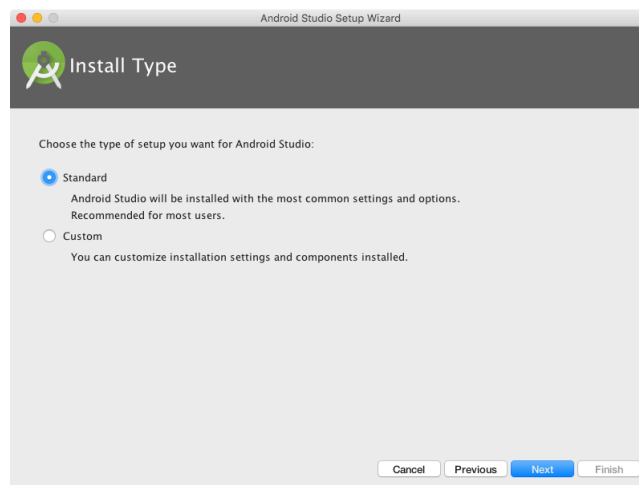 Android Studio Setup Wizard
Install Type
Choose the type of setup you want for Android Studio:
Standard
Android Studio will be installed with the most common settings and options.
Recommended for most users.
Custom
You can customize installation settings and components installed.
Cancel Previous Next Finish